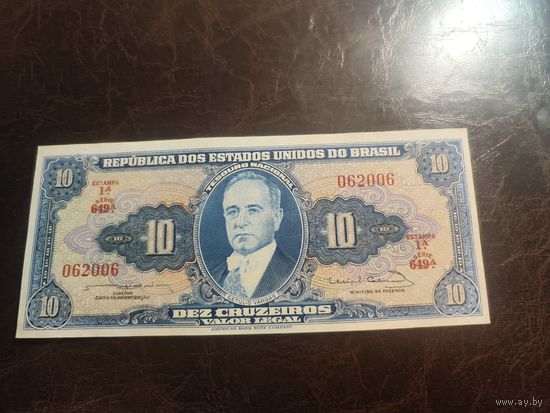 REPÚBLICA DOS ESTADOS UNIDOS DO BRASIL
TESOURO NACIONAL
10
10
ESTAMPA
1ª
SÉRIE
649ª
062006
10
10
ESTAMPA
1ª
SÉRIE
649ª
062006
GETULIO VARGAS
DIRECTOR
CAIXA DE AMORTIZAÇÃO
MINISTRO DA FAZENDA
10
DEZ CRUZEIROS
10
VALOR LEGAL
AMERICAN BANK NOTE COMPANY.
www.ay.by